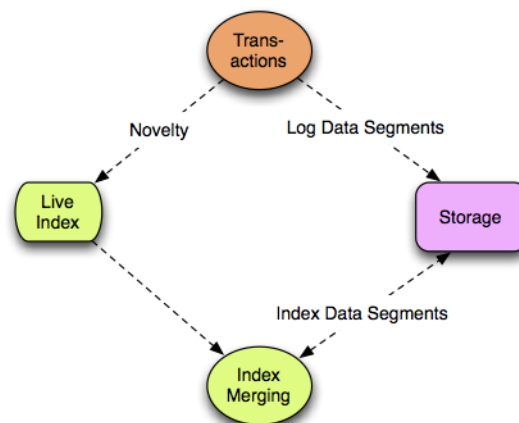 Trans-
actions
Novelty
Log Data Segments
Live
Index
Storage
Index Data Segments
Index
Merging